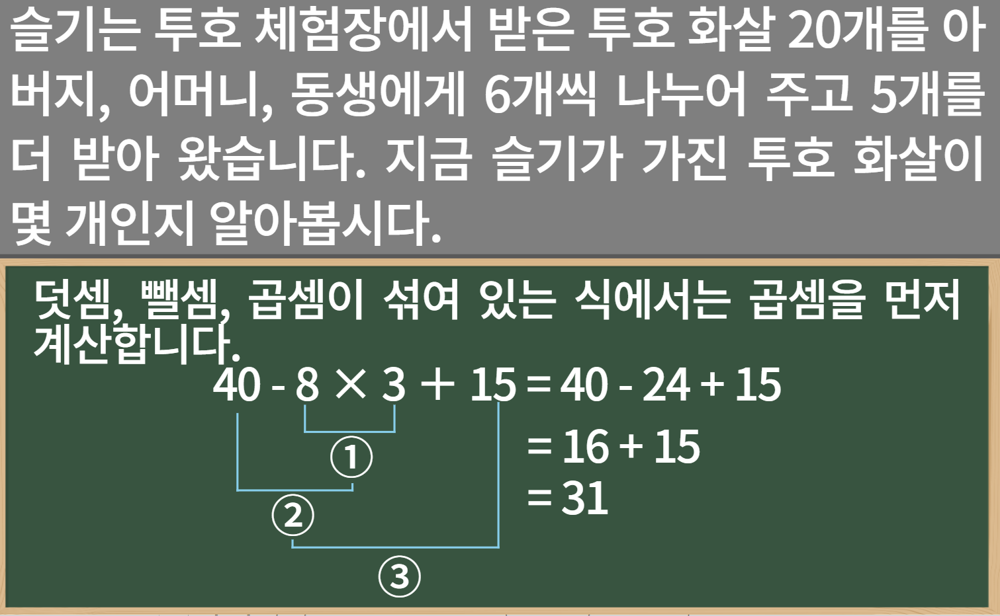 슬기는 투호 체험장에서 받은 투호 화살 20개를 아
버지, 어머니, 동생에게 6개씩 나누어 주고 5개를
더 받아 왔습니다. 지금 슬기가 가진 투호 화살이
몇 개인지 알아봅시다.
덧셈, 뺄셈, 곱셈이 섞여 있는 식에서는 곱셈을 먼저
계산합니다.
40 - 8 × 3 + 15 = 40 - 24 + 15
= 16 + 15
①
= 31
②
③